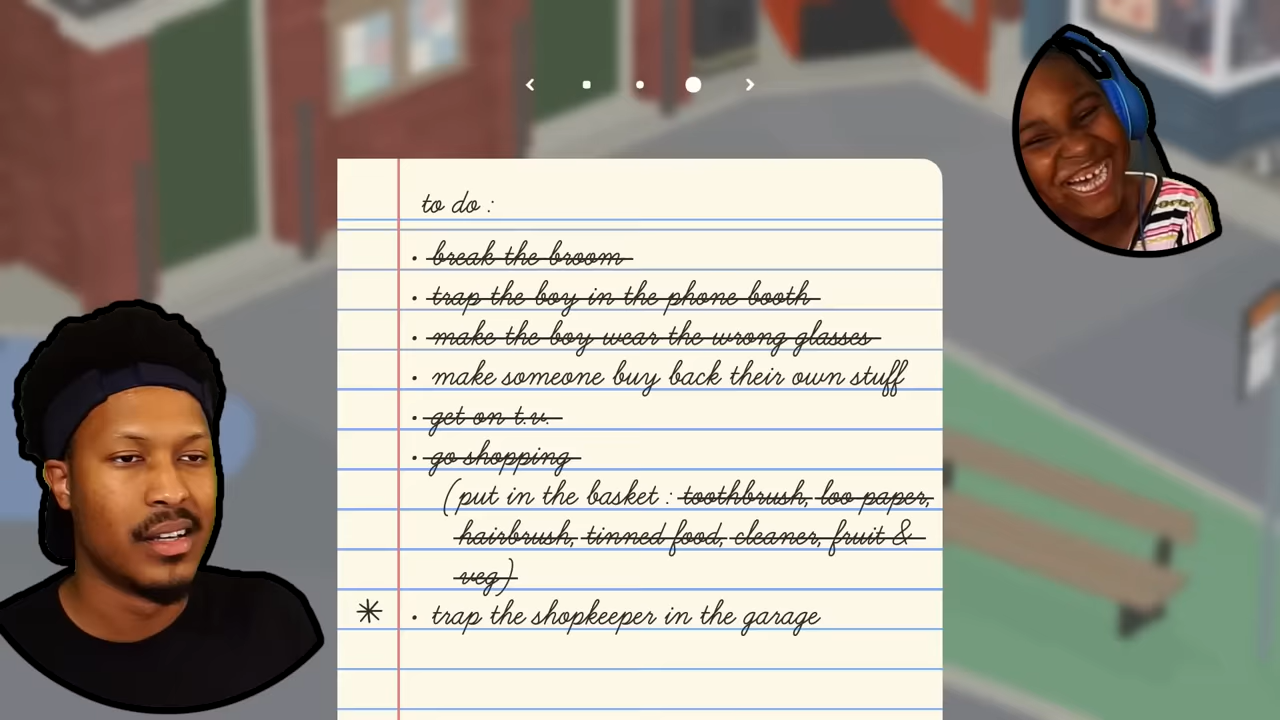 to do :
• break the broom
• trap the boy in the phone booth
• make the boy wear the wrong glasses
• make someone buy back their own stuff
• get on t.v.
• go shopping
(put in the basket : toothbrush, loo paper,
hairbrush, tinned food, cleaner, fruit &
veg)
* • trap the shopkeeper in the garage